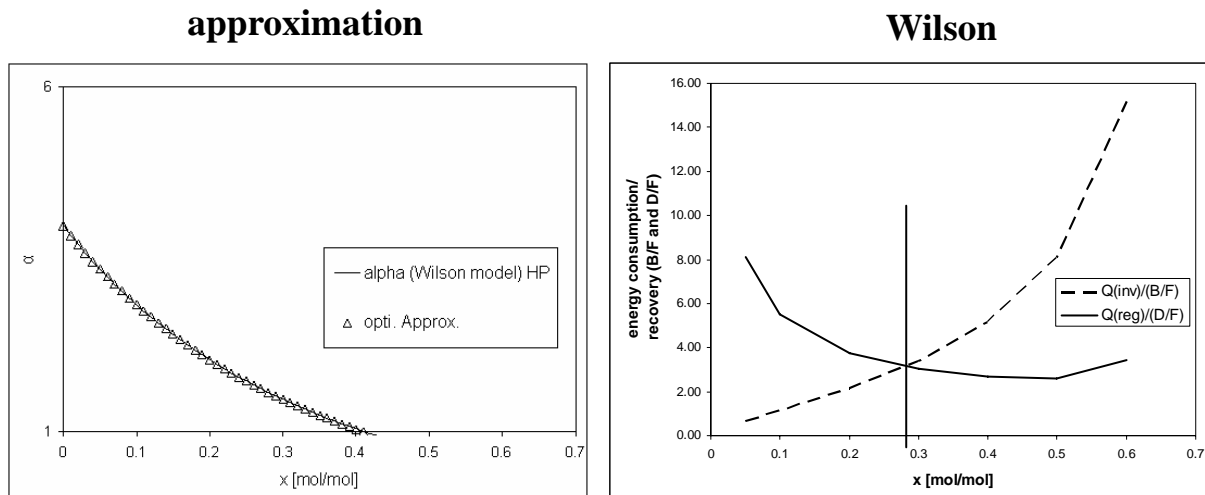 approximation
6
α
1
0
0.1
0.2
0.3
0.4
0.5
0.6
0.7
x [mol/mol]
alpha (Wilson model) HP
opti. Approx.
Wilson
16.00
14.00
12.00
10.00
8.00
6.00
4.00
2.00
0.00
energy consumption/
recovery (B/F and D/F)
0
0.1
0.2
0.3
0.4
0.5
0.6
0.7
x [mol/mol]
Q(inv)/(B/F)
Q(reg)/(D/F)